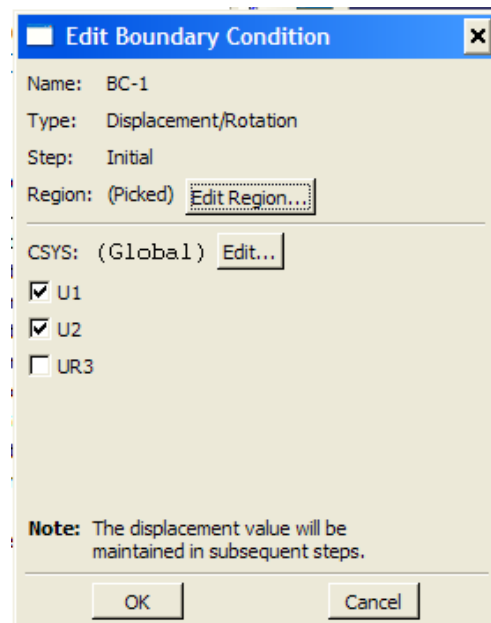 Edit Boundary Condition
Name: BC-1
Type: Displacement/Rotation
Step: Initial
Region: (Picked) Edit Region...
CSYS: (Global) Edit...
U1
U2
UR3
Note: The displacement value will be
maintained in subsequent steps.
OK Cancel